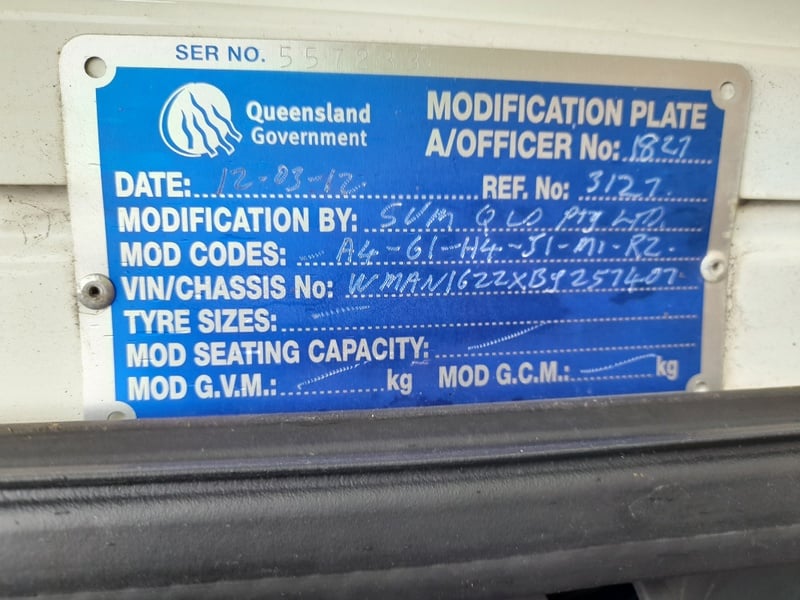 SER NO. 557283
Queensland
Government
MODIFICATION PLATE
A/OFFICER No: 1827
DATE: 12-03-12 REF. No: 3127
MODIFICATION BY: SVM QLD PTY LTD.
MOD CODES: A4-G1-H4-J1-M1-R2
VIN/CHASSIS No: WMAN16ZZXBY257407
TYRE SIZES:
MOD SEATING CAPACITY:
MOD G.V.M.: kg MOD G.C.M.: kg